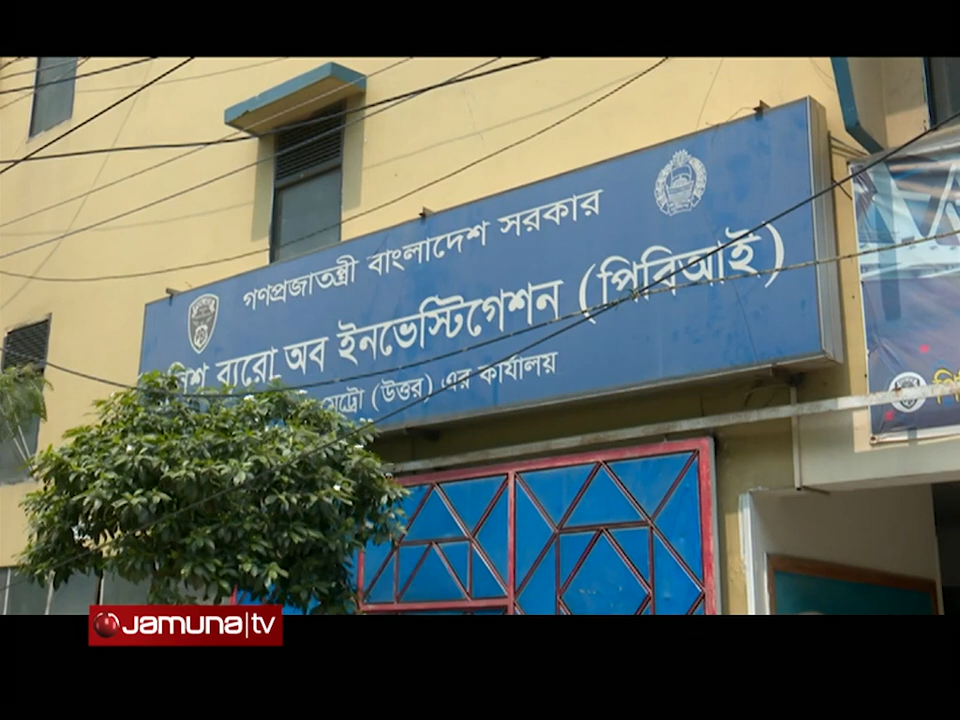 গণপ্রজাতন্ত্রী বাংলাদেশ সরকার
ব্যুরো অব ইনভেস্টিগেশন (পিবিআই)
মেট্রো (উত্তর) এর কার্যালয়
JAMUNA|tv